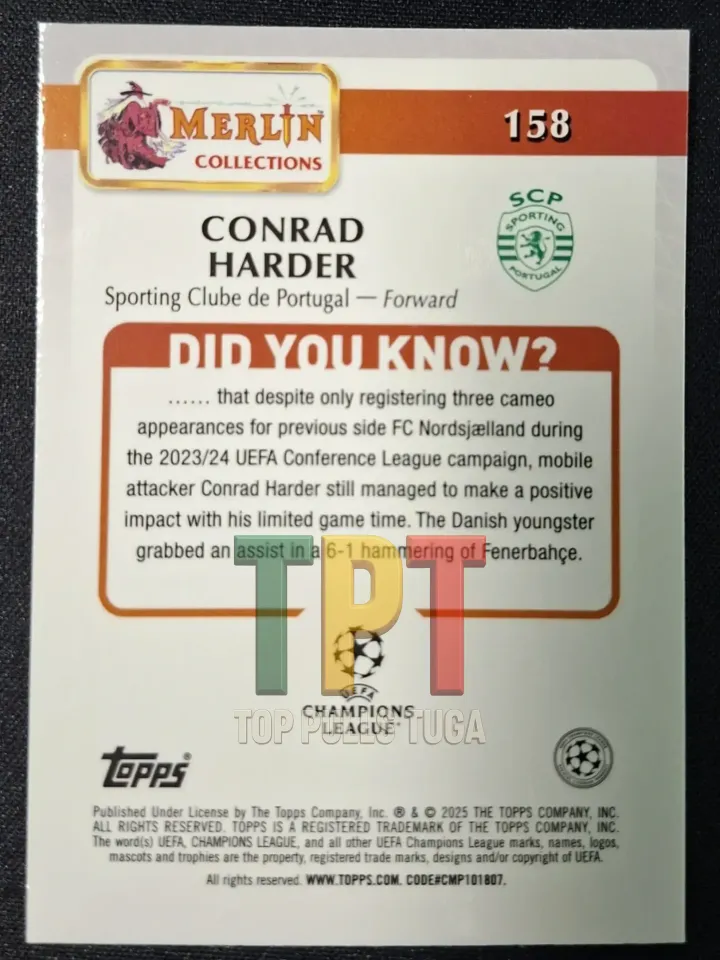 MERLIN
COLLECTIONS
158
CONRAD
HARDER
SCP
SPORTING
PORTUGAL
Sporting Clube de Portugal — Forward
DID YOU KNOW?
...... that despite only registering three cameo
appearances for previous side FC Nordsjælland during
the 2023/24 UEFA Conference League campaign, mobile
attacker Conrad Harder still managed to make a positive
impact with his limited game time. The Danish youngster
grabbed an assist in a 6-1 hammering of Fenerbahçe.
TPT
TOP PULLS TUGA
UEFA
CHAMPIONS
LEAGUE®
topps®
Published Under License by The Topps Company, Inc. ® & © 2025 THE TOPPS COMPANY, INC.
ALL RIGHTS RESERVED. TOPPS IS A REGISTERED TRADEMARK OF THE TOPPS COMPANY, INC.
The word(s) UEFA, CHAMPIONS LEAGUE, and all other UEFA Champions League marks, names, logos,
mascots and trophies are the property, registered trade marks, designs and/or copyright of UEFA.
All rights reserved. WWW.TOPPS.COM. CODE#CMP101807.